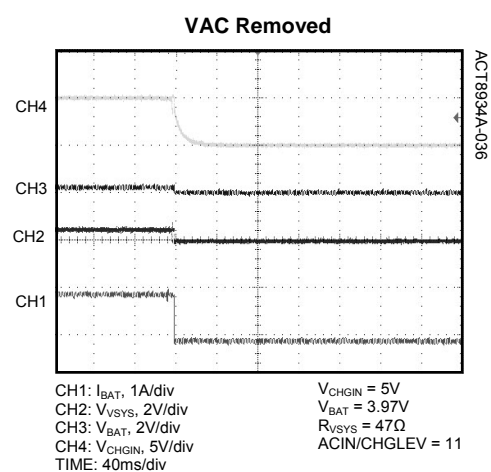 VAC Removed
ACT8934A-036
CH4
CH3
CH2
CH1
CH1: IBAT, 1A/div
CH2: VVSYS, 2V/div
CH3: VBAT, 2V/div
CH4: VCHGIN, 5V/div
TIME: 40ms/div
VCHGIN = 5V
VBAT = 3.97V
RVSYS = 47Ω
ACIN/CHGLEV = 11